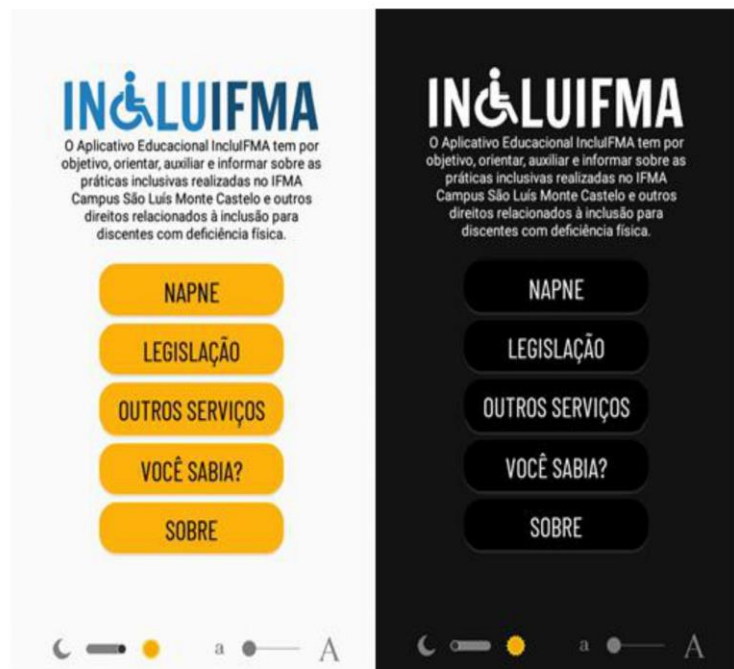 INCLUIFMA
O Aplicativo Educacional IncluIFMA tem por
objetivo, orientar, auxiliar e informar sobre as
práticas inclusivas realizadas no IFMA
Campus São Luís Monte Castelo e outros
direitos relacionados à inclusão para
discentes com deficiência física.
NAPNE
LEGISLAÇÃO
OUTROS SERVIÇOS
VOCÊ SABIA?
SOBRE
a A
INCLUIFMA
O Aplicativo Educacional IncluIFMA tem por
objetivo, orientar, auxiliar e informar sobre as
práticas inclusivas realizadas no IFMA
Campus São Luís Monte Castelo e outros
direitos relacionados à inclusão para
discentes com deficiência física.
NAPNE
LEGISLAÇÃO
OUTROS SERVIÇOS
VOCÊ SABIA?
SOBRE
a A